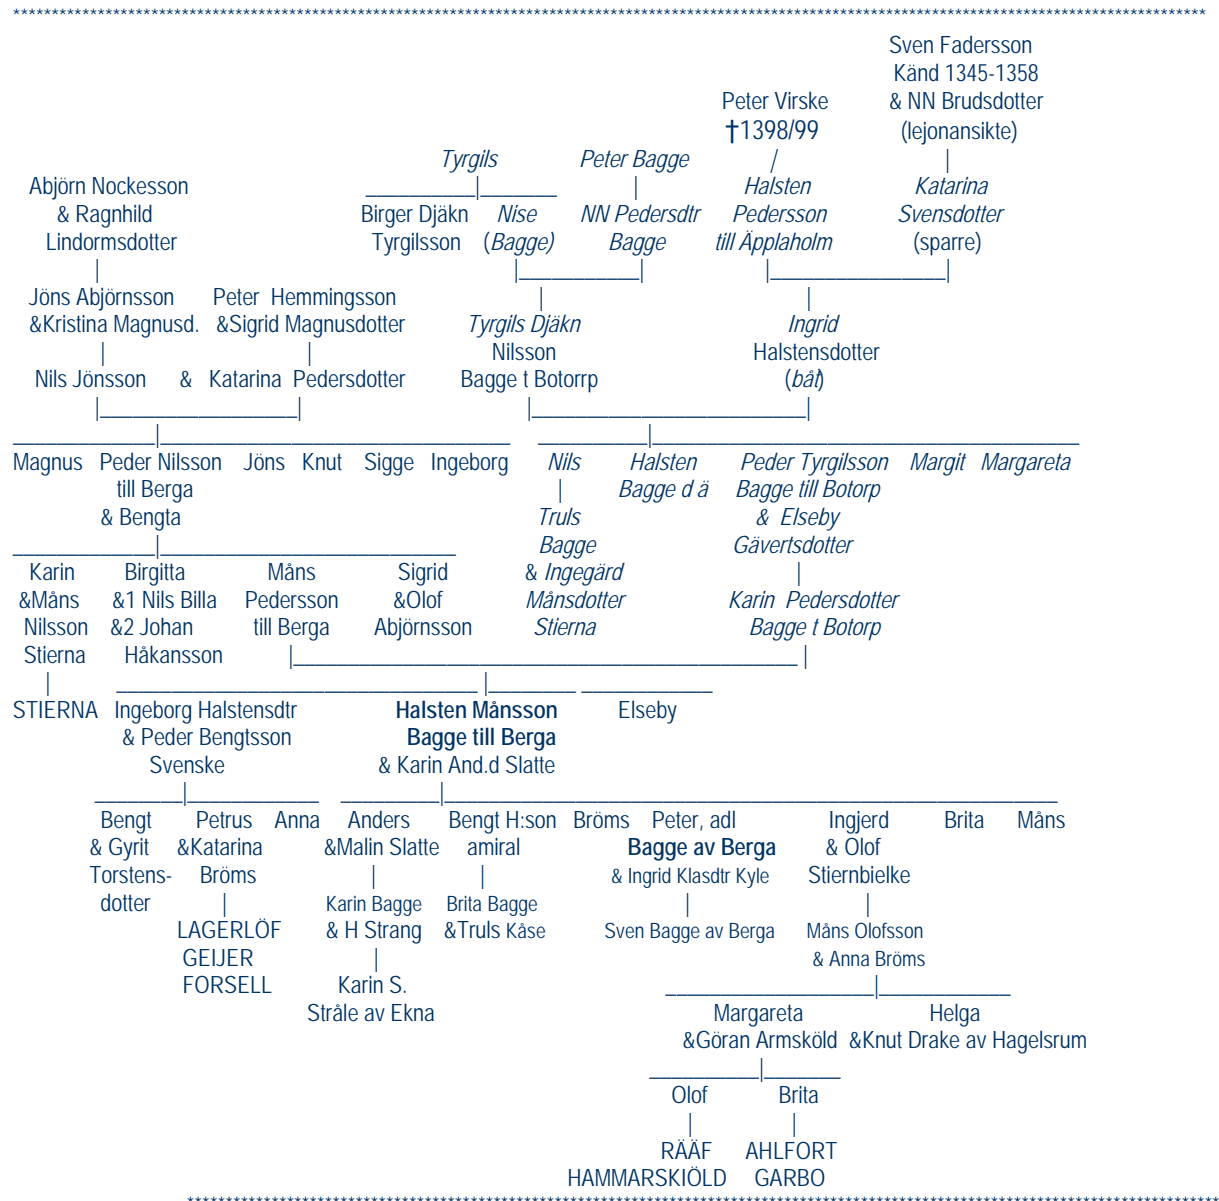 Sven Fadersson
Känd 1345-1358
Peter Virske & NN Brudsdotter
†1398/99 (lejonansikte)
Tyrgils Peter Bagge
Abjörn Nockesson Halsten Katarina
& Ragnhild Birger Djäkn Nise NN Pedersdtr Pedersson Svensdotter
Lindormsdotter Tyrgilsson (Bagge) Bagge till Äpplaholm (sparre)
Jöns Abjörnsson Peter Hemmingsson
&Kristina Magnusd. &Sigrid Magnusdotter Tyrgils Djäkn Ingrid
Nilsson Halstensdotter
Nils Jönsson & Katarina Pedersdotter Bagge t Botorrp (båt)
Magnus Peder Nilsson Jöns Knut Sigge Ingeborg Nils Halsten Peder Tyrgilsson Margit Margareta
till Berga Bagge d ä Bagge till Botorp
& Bengta Truls & Elseby
Bagge Gävertsdotter
Karin Birgitta Måns Sigrid & Ingegärd
&Måns &1 Nils Billa Pedersson &Olof Månsdotter Karin Pedersdotter
Nilsson &2 Johan till Berga Abjörnsson Stierna Bagge t Botorp
Stierna Håkansson
STIERNA Ingeborg Halstensdtr Halsten Månsson Elseby
& Peder Bengtsson Bagge till Berga
Svenske & Karin And.d Slatte
Bengt Petrus Anna Anders Bengt H:son Bröms Peter, adl Ingjerd Brita Måns
& Gyrit &Katarina &Malin Slatte amiral Bagge av Berga & Olof
Torstens- Bröms & Ingrid Klasdtr Kyle Stiernbielke
dotter Karin Bagge Brita Bagge
LAGERLÖF & H Strang &Truls Kåse Sven Bagge av Berga Måns Olofsson
GEIJER & Anna Bröms
FORSELL Karin S.
Stråle av Ekna Margareta Helga
&Göran Armsköld &Knut Drake av Hagelsrum
Olof Brita
RÄÄF AHLFORT
HAMMARSKIÖLD GARBO